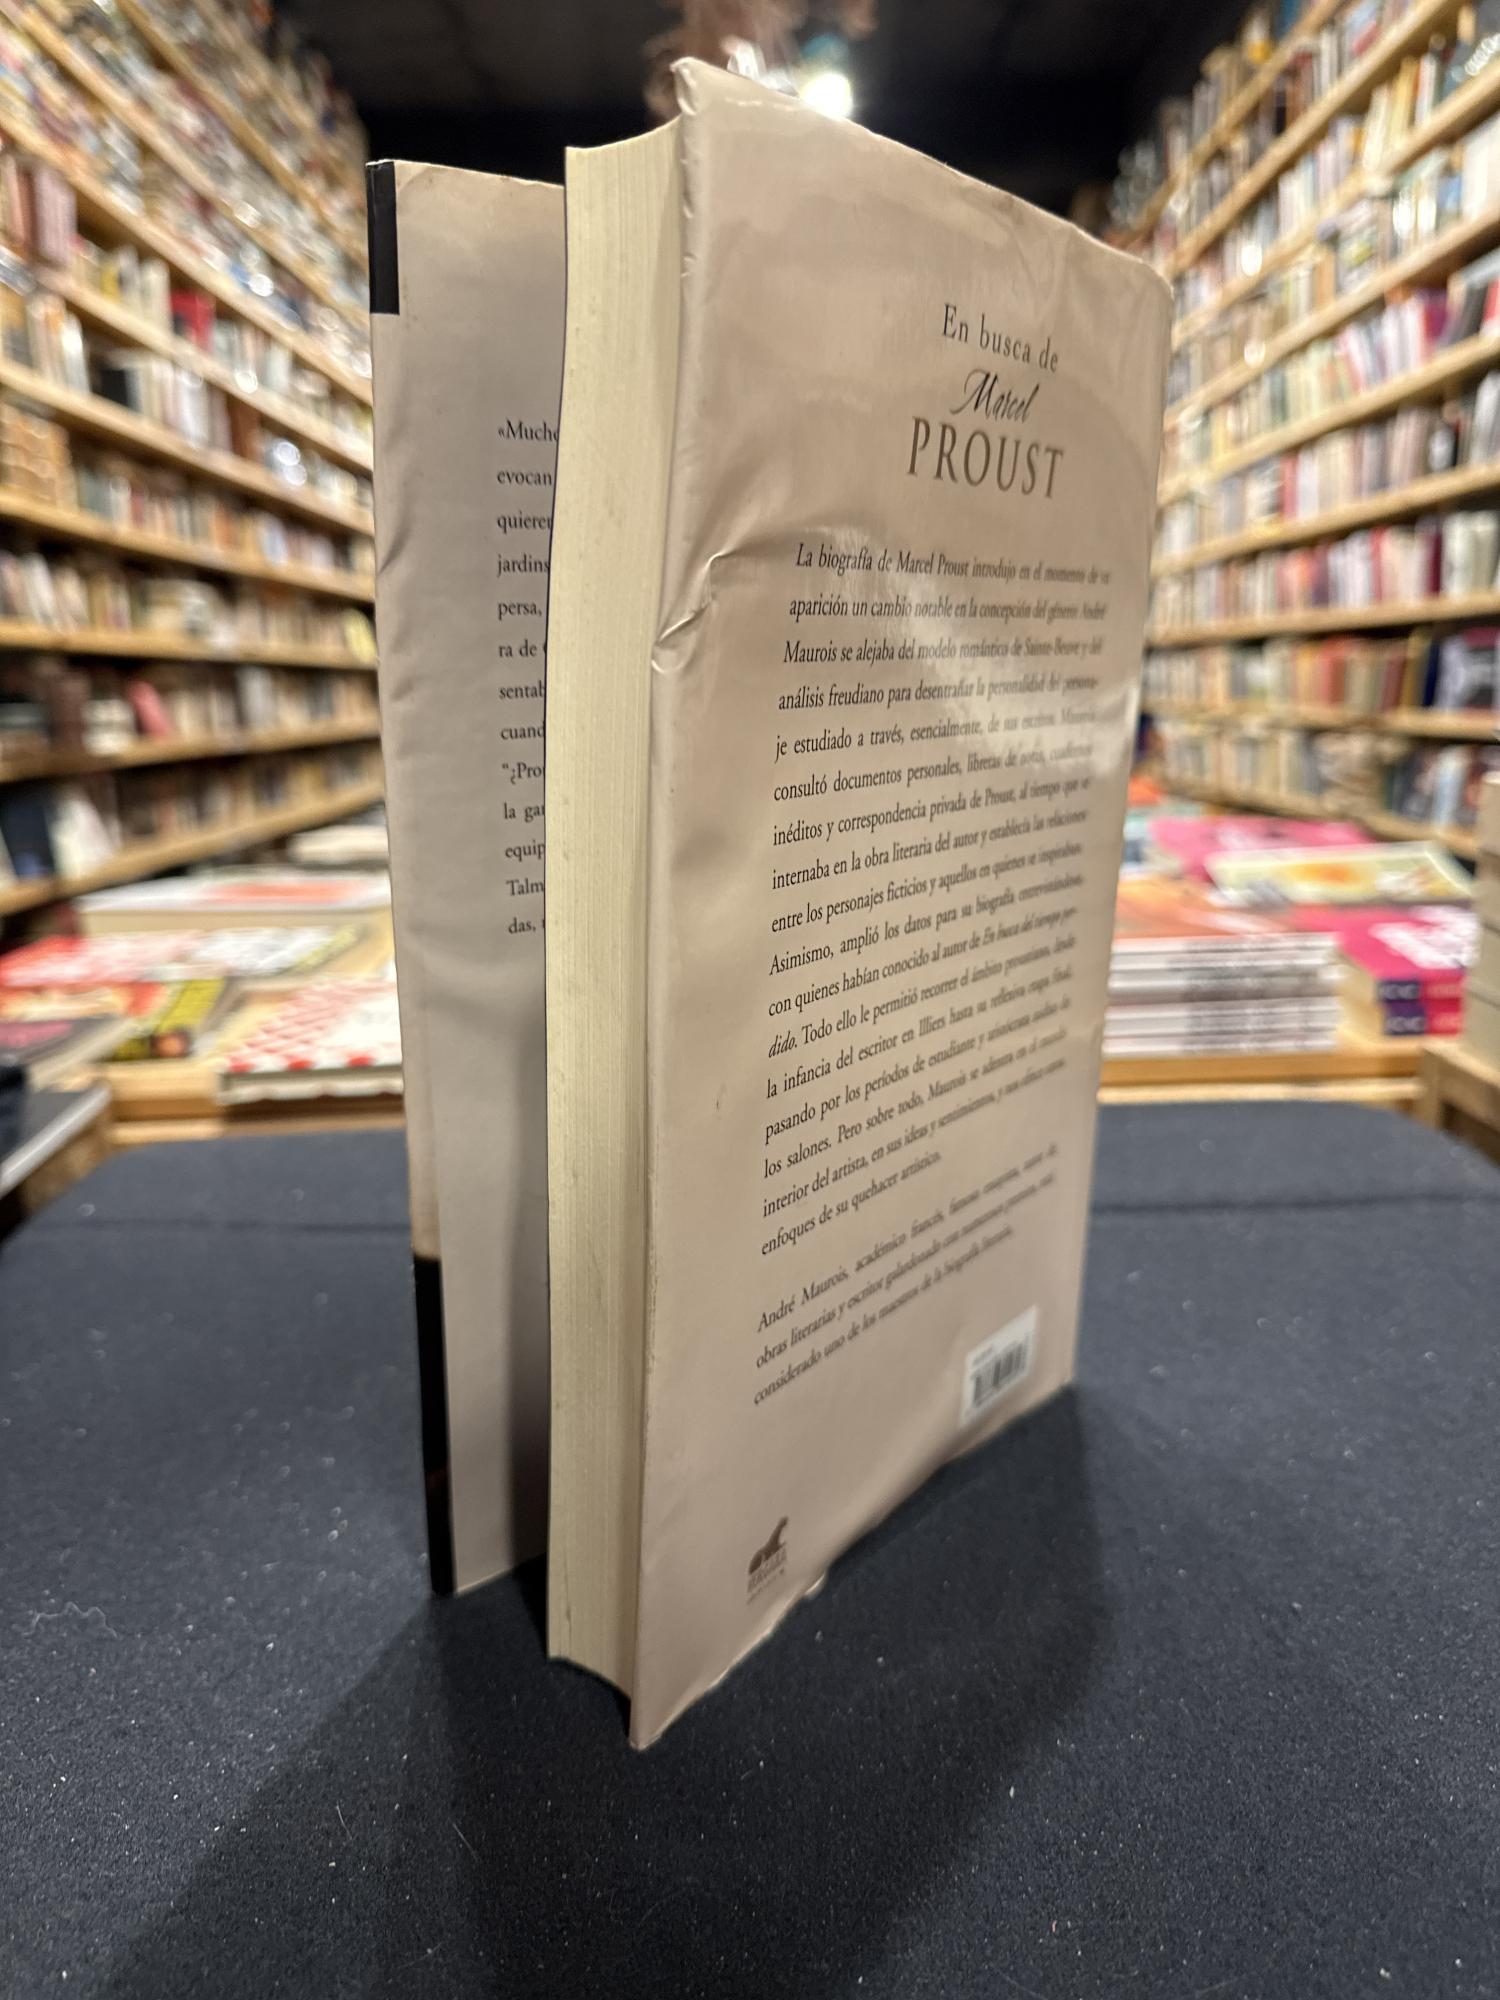 «Mucho
evocan
quieren
jardins
persa,
ra de
sentab
cuand
"¿Prou
la gar
equip
Talm
das,
En busca de
Marcel
PROUST
La biografía de Marcel Proust introdujo en el momento de su
aparición un cambio notable en la concepción del género. André
Maurois se alejaba del modelo romántico de Sainte-Beuve y del
análisis freudiano para desentrañar la personalidad del persona-
je estudiado a través, esencialmente, de sus escritos. Maurois
consultó documentos personales, libretas de notas, cuadernos
inéditos y correspondencia privada de Proust, al tiempo que se
internaba en la obra literaria del autor y establecía las relaciones
entre los personajes ficticios y aquellos en quienes se inspiraban.
Asimismo, amplió los datos para su biografía entrevistándose
con quienes habían conocido al autor de En busca del tiempo per-
dido. Todo ello le permitió recorrer el ámbito proustiano, desde
la infancia del escritor en Illiers hasta su reflexiva etapa final,
pasando por los períodos de estudiante y aristócrata asiduo de
los salones. Pero sobre todo, Maurois se adentra en el mundo
interior del artista, en sus ideas y sentimientos, y nos ofrece
enfoques de su quehacer artístico.
André Maurois, académico francés, famoso ensayista, autor de
obras literarias y escritor galardonado con numerosos premios,
considerado uno de los maestros de la biografía literaria.